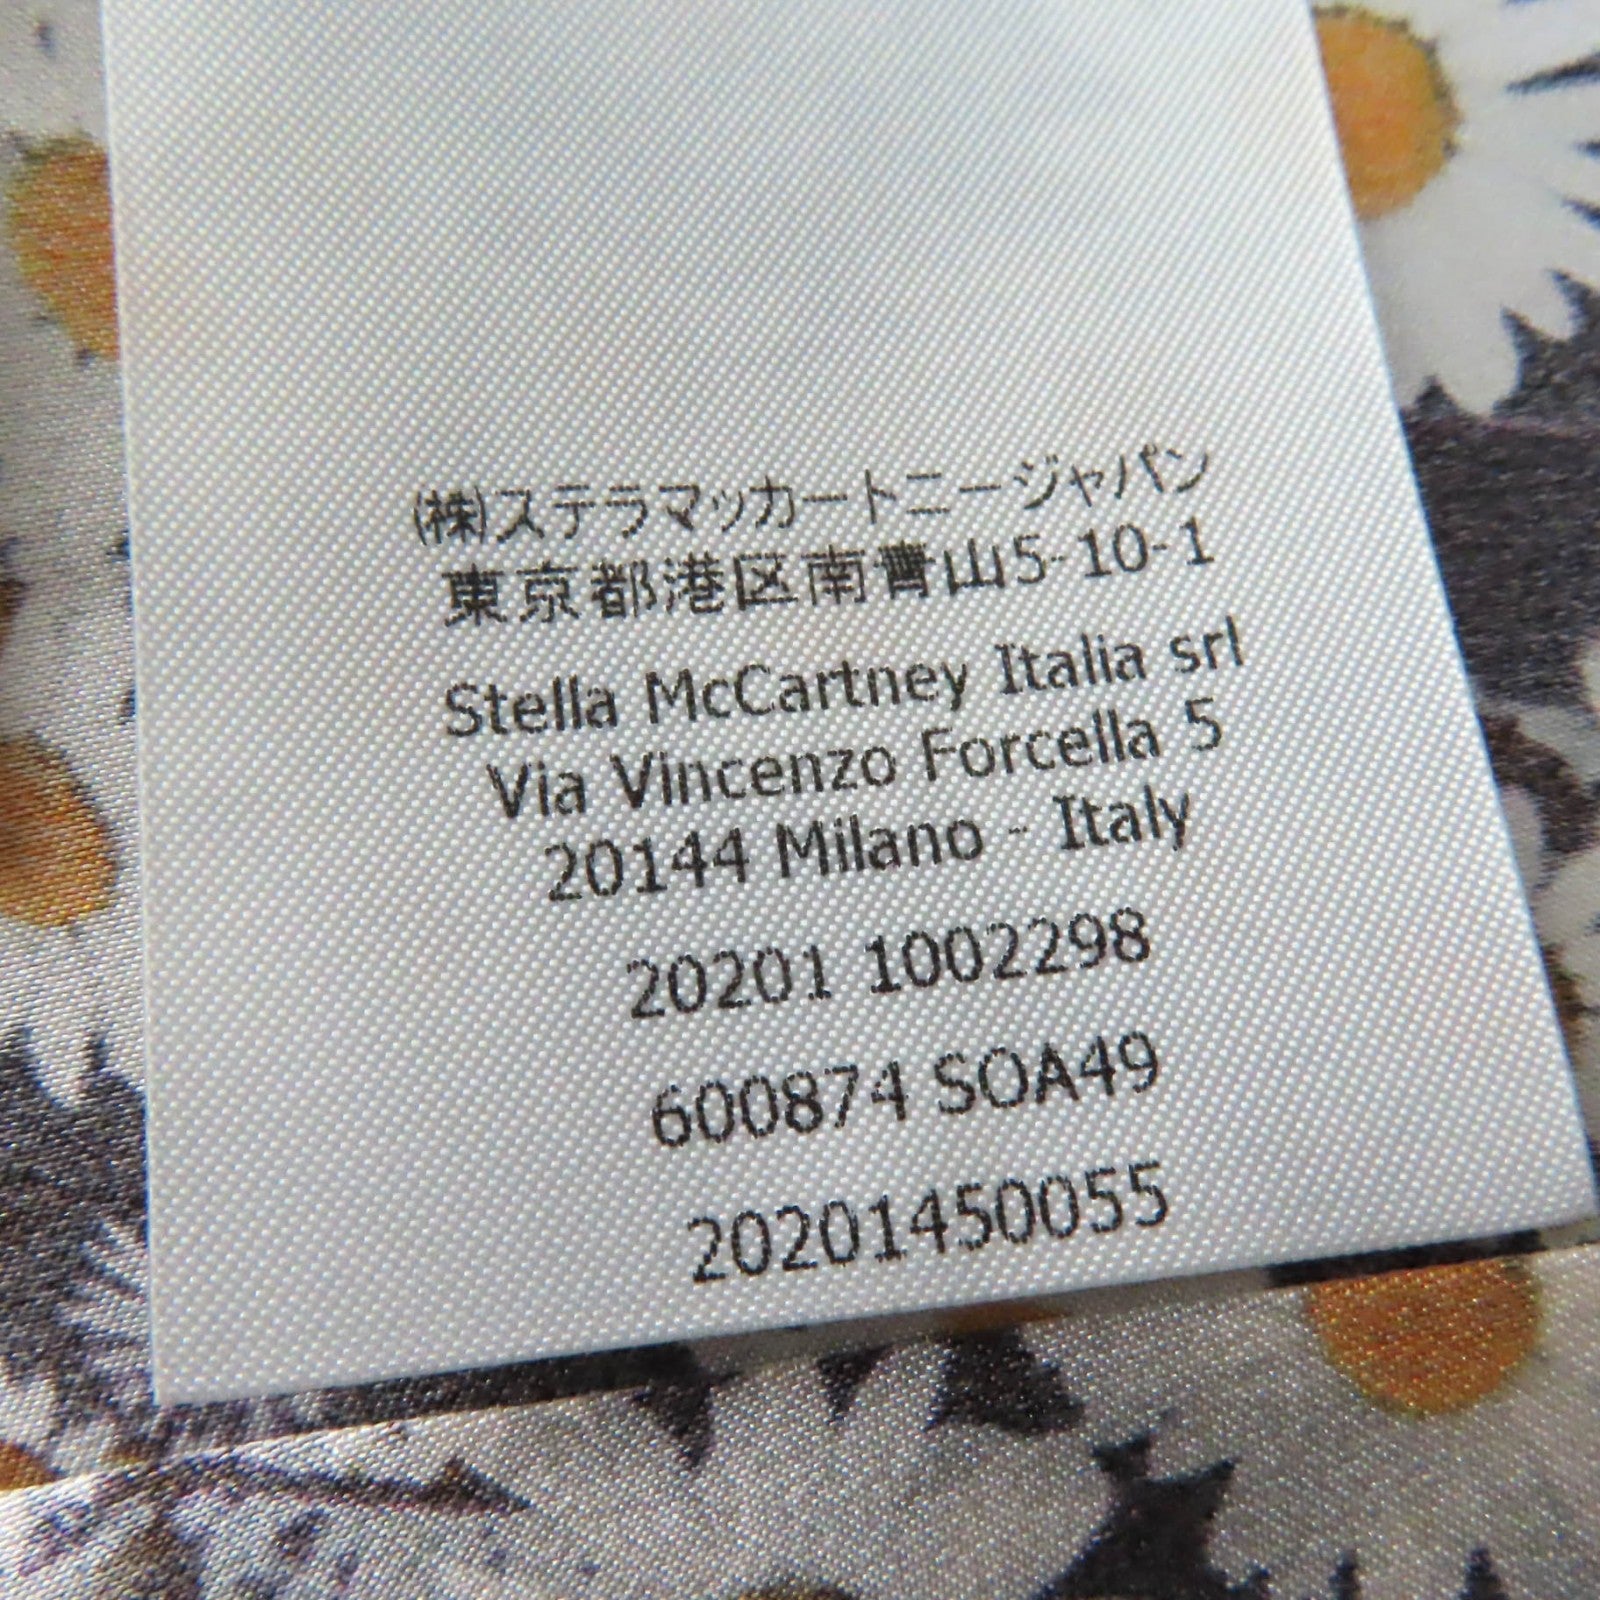 (株)ステラマッカートニージャパン
東京都港区南青山5-10-1
Stella McCartney Italia srl
Via Vincenzo Forcella 5
20144 Milano - Italy
20201 1002298
600874 SOA49
20201450055